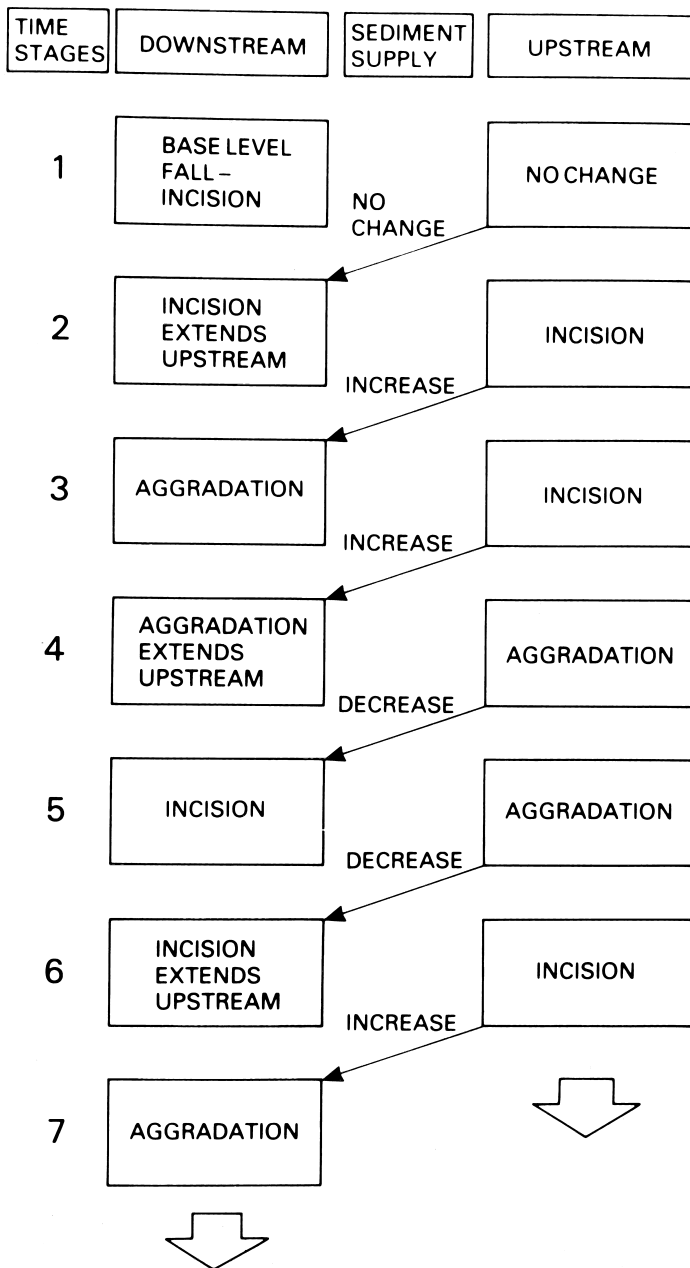 TIME
STAGES
DOWNSTREAM
SEDIMENT
SUPPLY
UPSTREAM
1
BASE LEVEL
FALL –
INCISION
NO
CHANGE
NO CHANGE
2
INCISION
EXTENDS
UPSTREAM
INCREASE
INCISION
3
AGGRADATION
INCREASE
INCISION
4
AGGRADATION
EXTENDS
UPSTREAM
DECREASE
AGGRADATION
5
INCISION
DECREASE
AGGRADATION
6
INCISION
EXTENDS
UPSTREAM
INCREASE
INCISION
7
AGGRADATION